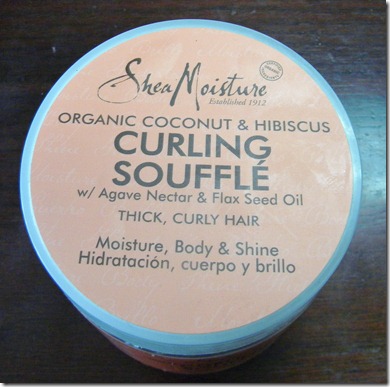 SheaMoisture
Established 1912
ORGANIC COCONUT & HIBISCUS
CURLING
SOUFFLÉ
w/ Agave Nectar & Flax Seed Oil
THICK, CURLY HAIR
Moisture, Body & Shine
Hidratación, cuerpo y brillo